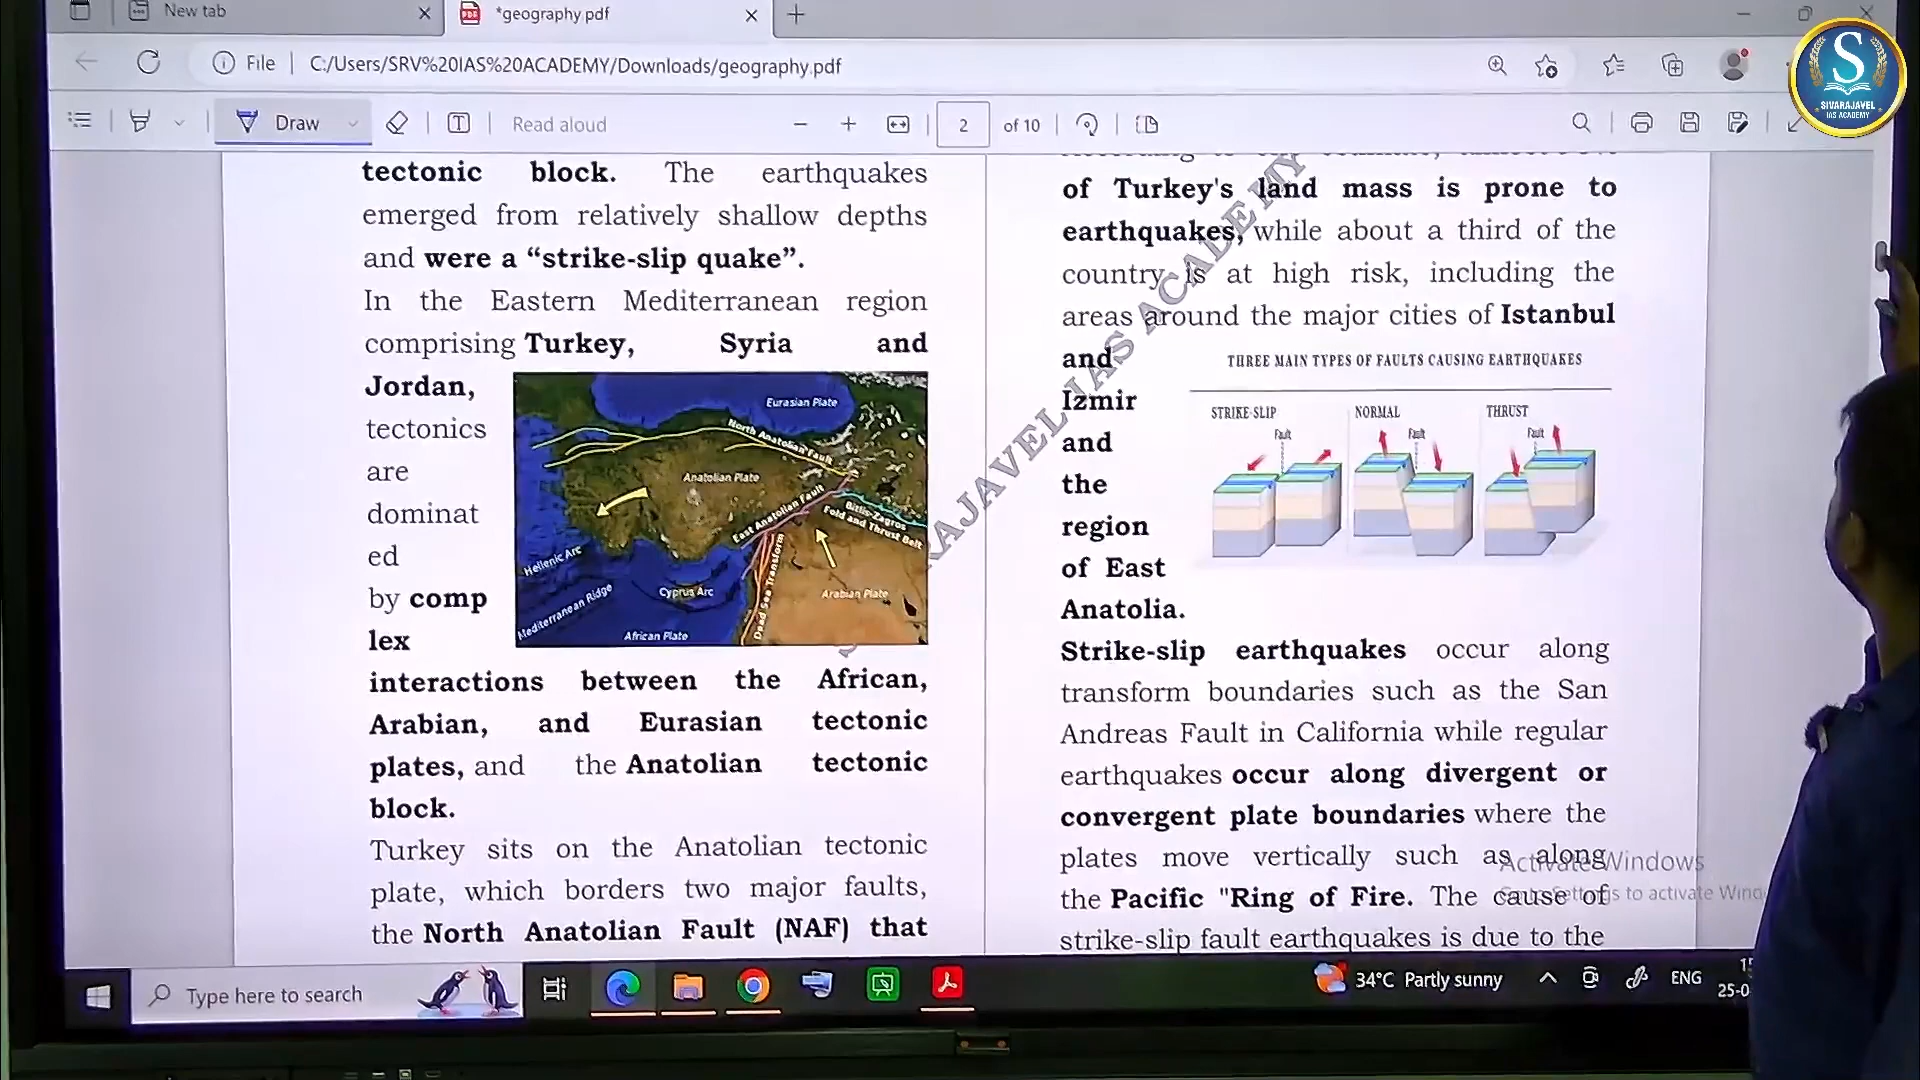 New tab
*geography.pdf
File
C:/Users/SRV%20IAS%20ACADEMY/Downloads/geography.pdf
S
SIVARAJAVEL
IAS ACADEMY
Draw
Read aloud
2
of 10
tectonic block. The earthquakes
emerged from relatively shallow depths
and were a “strike-slip quake”.
In the Eastern Mediterranean region
comprising Turkey, Syria and
Jordan,
tectonics
are
dominat
ed
by comp
lex
interactions between the African,
Arabian, and Eurasian tectonic
plates, and the Anatolian tectonic
block.
Turkey sits on the Anatolian tectonic
plate, which borders two major faults,
the North Anatolian Fault (NAF) that
Eurasian Plate
North Anatolian Fault
Anatolian Plate
East Anatolian Fault
Bitlis-Zagros
Fold and Thrust Belt
Hellenic Arc
Mediterranean Ridge
Cyprus Arc
Dead Sea Transform
Arabian Plate
African Plate
of Turkey's land mass is prone to
earthquakes, while about a third of the
country is at high risk, including the
areas around the major cities of Istanbul
and
Izmir
and
the
region
of East
Anatolia.
THREE MAIN TYPES OF FAULTS CAUSING EARTHQUAKES
STRIKE-SLIP
NORMAL
THRUST
Fault
Fault
Fault
Strike-slip earthquakes occur along
transform boundaries such as the San
Andreas Fault in California while regular
earthquakes occur along divergent or
convergent plate boundaries where the
plates move vertically such as along
the Pacific "Ring of Fire. The cause of
strike-slip fault earthquakes is due to the
RAJAVEL IAS ACADEMY
Activate Windows
Go to Settings to activate Wind
Type here to search
34°C Partly sunny
ENG